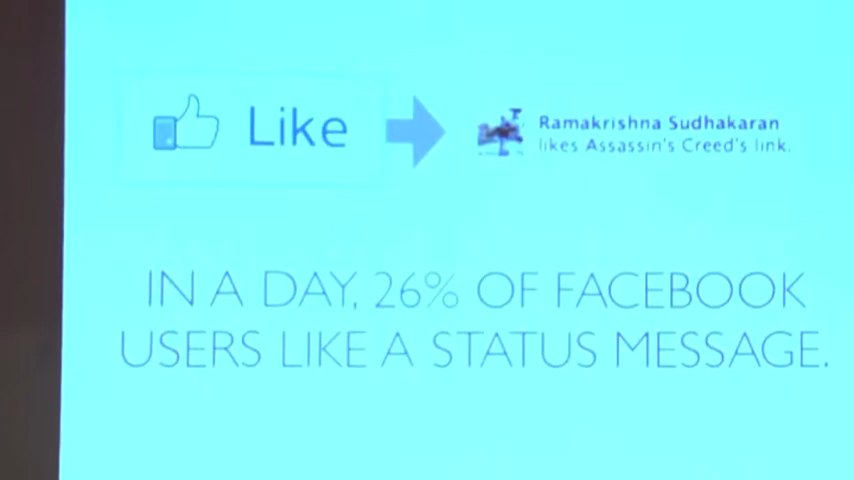 Like
Ramakrishna Sudhakaran
likes Assassin's Creed's link.
IN A DAY, 26% OF FACEBOOK
USERS LIKE A STATUS MESSAGE.